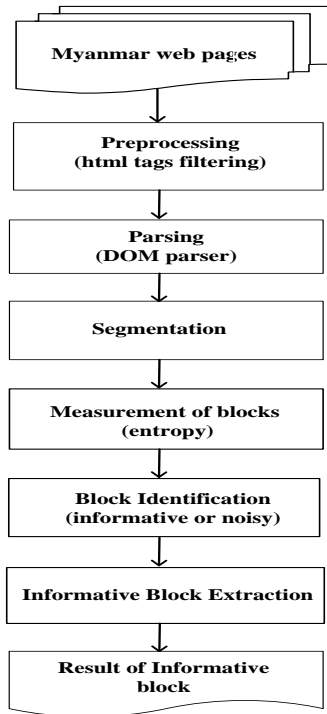 Myanmar web pages
Preprocessing
(html tags filtering)
Parsing
(DOM parser)
Segmentation
Measurement of blocks
(entropy)
Block Identification
(informative or noisy)
Informative Block Extraction
Result of Informative
block